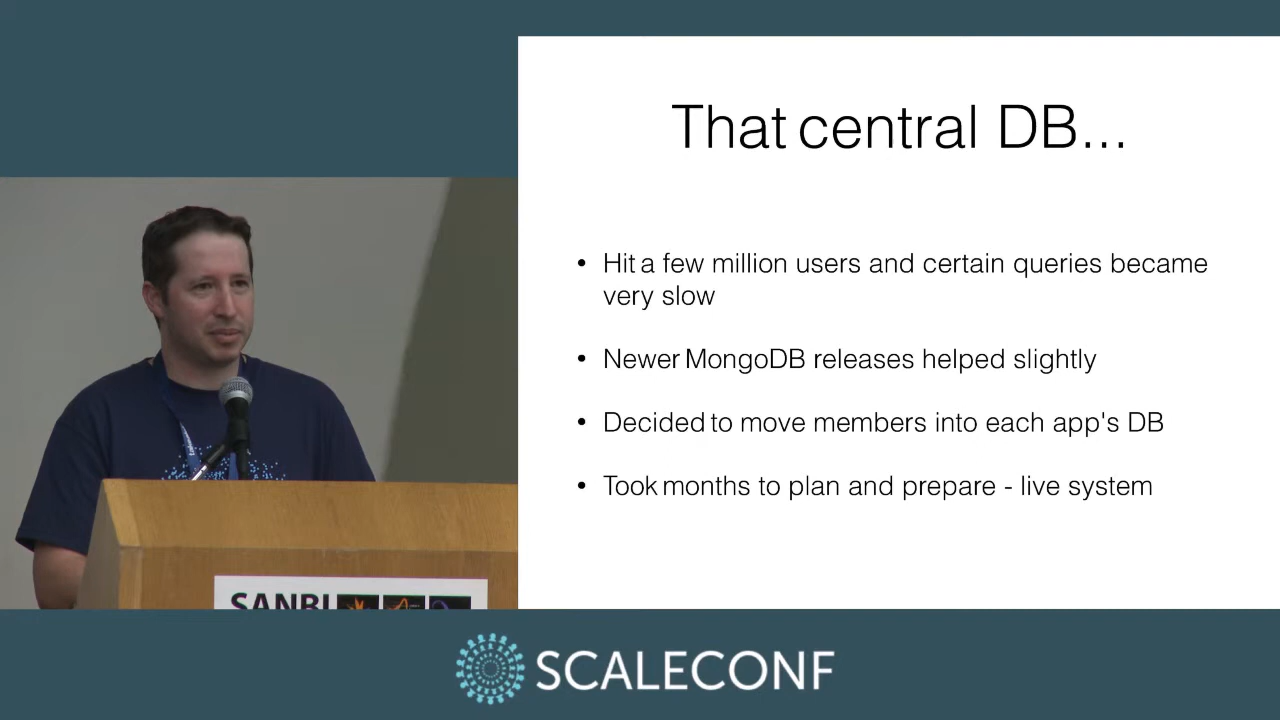 That central DB...
• Hit a few million users and certain queries became
very slow
• Newer MongoDB releases helped slightly
• Decided to move members into each app's DB
• Took months to plan and prepare - live system
SANBI
SCALECONF